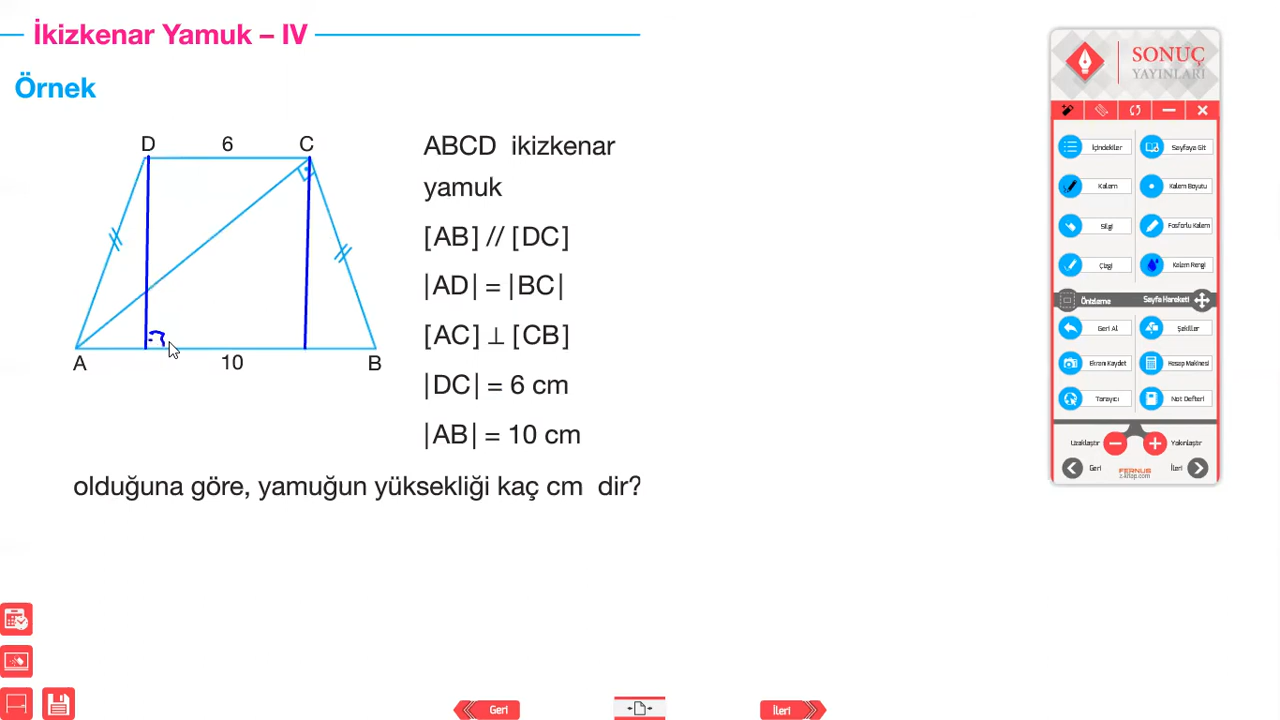 İkizkenar Yamuk – IV
Örnek
D 6 C
A 10 B
ABCD ikizkenar
yamuk
[AB] // [DC]
|AD| = |BC|
[AC] ⊥ [CB]
|DC| = 6 cm
|AB| = 10 cm
olduğuna göre, yamuğun yüksekliği kaç cm dir?
SONUÇ
YAYINLARI
İçindekiler Sayfaya Git
Kalem Kalem Boyutu
Silgi Fosforlu Kalem
Çizgi Kalem Rengi
Önizleme Sayfa Hareketi
Geri Al Şekiller
Ekranı Kaydet Hesap Makinesi
Tarayıcı Not Defteri
Uzaklaştır Yakınlaştır
Geri FERNUS İleri
z-kitap.com
Geri İleri